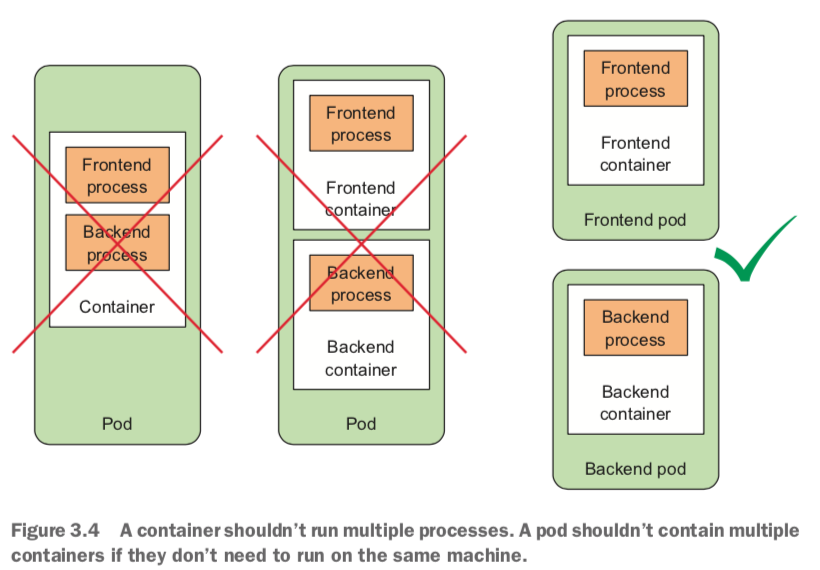 Frontend
process
Backend
process
Container
Pod
Frontend
process
Frontend
container
Backend
process
Backend
container
Pod
Frontend
process
Frontend
container
Frontend pod
Backend
process
Backend
container
Backend pod
Figure 3.4 A container shouldn’t run multiple processes. A pod shouldn’t contain multiple
containers if they don’t need to run on the same machine.